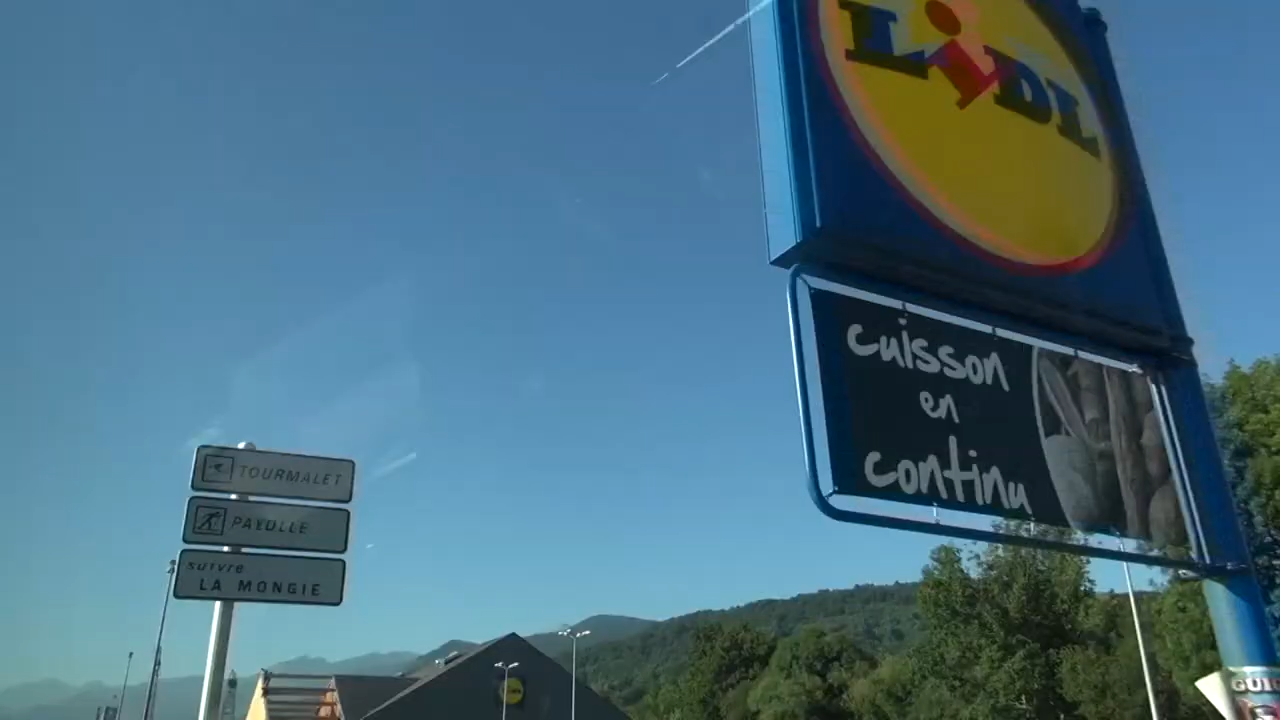 TOURMALET
PAYOLLE
suivre
LA MONGIE
LiDL
cuisson
en
continu